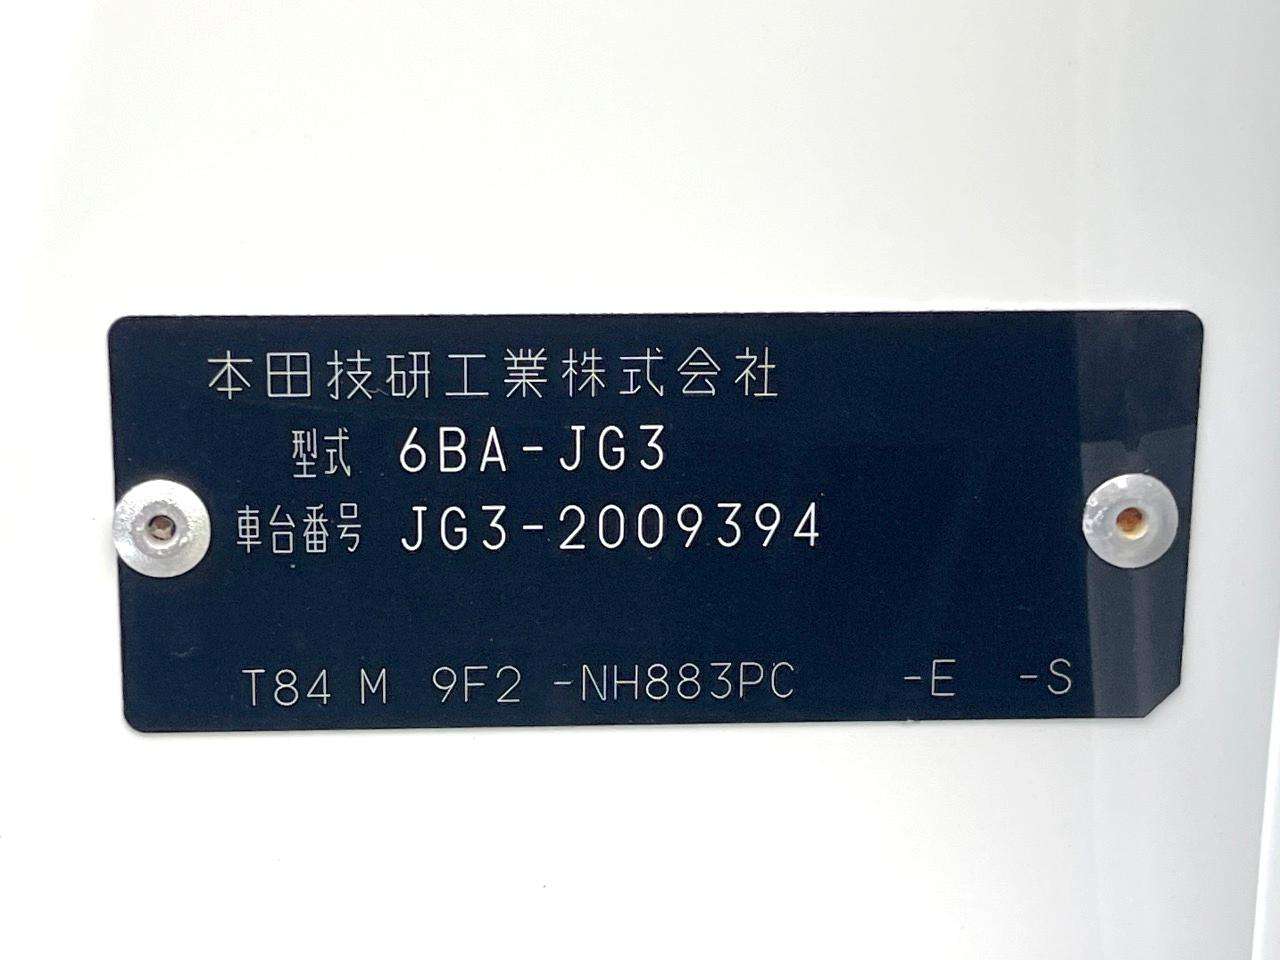 本田技研工業株式会社
型式 6BA-JG3
車台番号 JG3-2009394
T84 M 9F2 -NH883PC -E -S